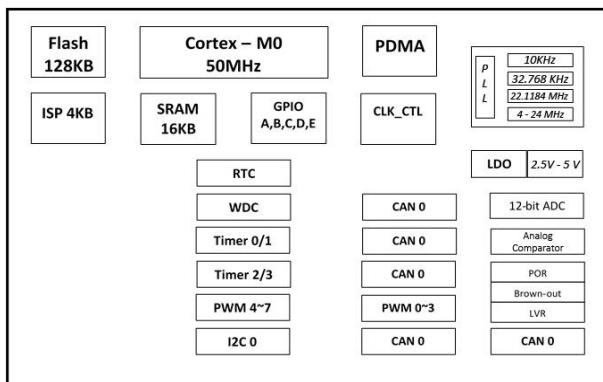 Flash
128KB
Cortex – M0
50MHz
PDMA
P
L
L
10KHz
32.768 KHz
22.1184 MHz
4 - 24 MHz
ISP 4KB
SRAM
16KB
GPIO
A,B,C,D,E
CLK_CTL
LDO
2.5V - 5 V
RTC
WDC
CAN 0
12-bit ADC
Timer 0/1
CAN 0
Analog
Comparator
Timer 2/3
CAN 0
POR
Brown-out
LVR
PWM 4~7
PWM 0~3
I2C 0
CAN 0
CAN 0